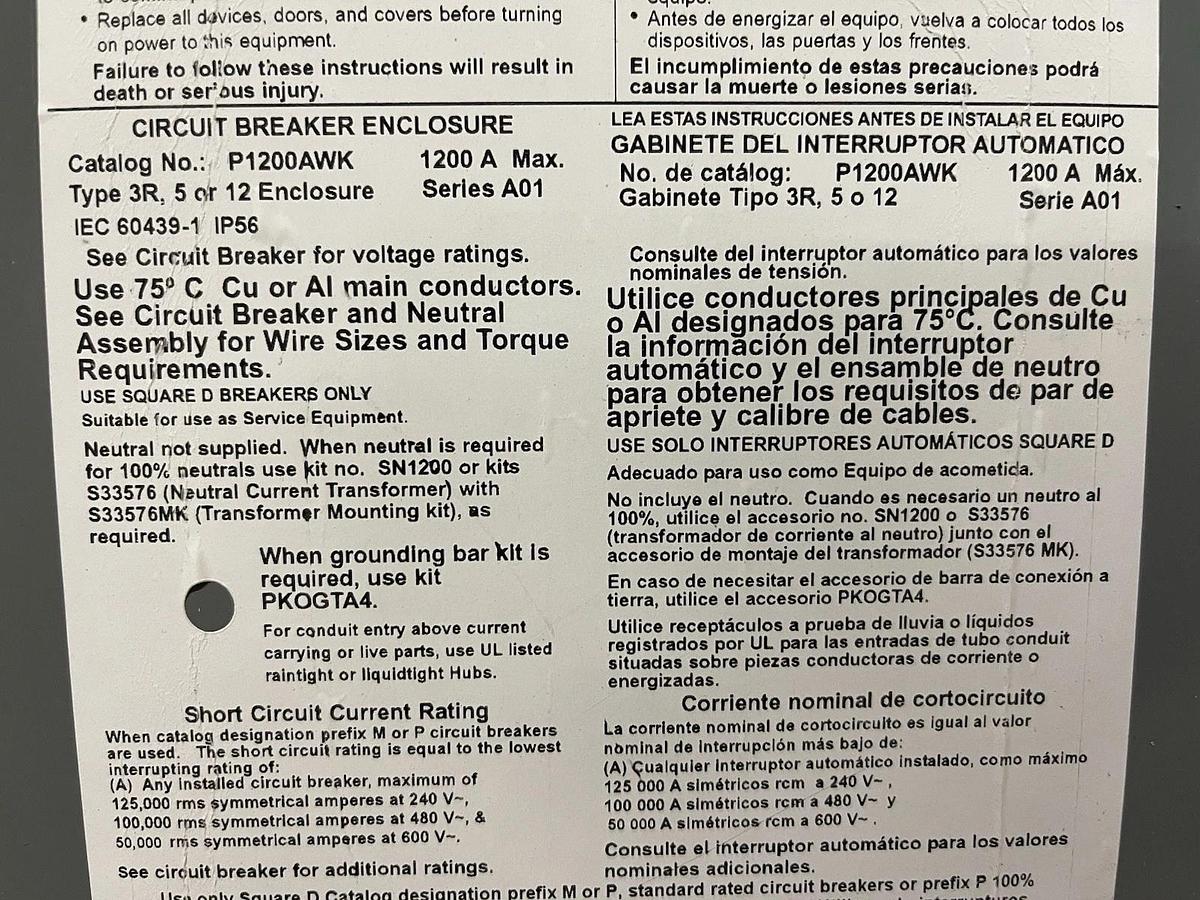 • Replace all devices, doors, and covers before turning
on power to this equipment.
Failure to follow these instructions will result in
death or serious injury.
CIRCUIT BREAKER ENCLOSURE
Catalog No.: P1200AWK 1200 A Max.
Type 3R, 5 or 12 Enclosure Series A01
IEC 60439-1 IP56
See Circuit Breaker for voltage ratings.
Use 75º C Cu or Al main conductors.
See Circuit Breaker and Neutral
Assembly for Wire Sizes and Torque
Requirements.
USE SQUARE D BREAKERS ONLY
Suitable for use as Service Equipment.
Neutral not supplied. When neutral is required
for 100% neutrals use kit no. SN1200 or kits
S33576 (Neutral Current Transformer) with
S33576MK (Transformer Mounting kit), as
required.
When grounding bar kit is
required, use kit
PKOGTA4.
For conduit entry above current
carrying or live parts, use UL listed
raintight or liquidtight Hubs.
Short Circuit Current Rating
When catalog designation prefix M or P circuit breakers
are used. The short circuit rating is equal to the lowest
interrupting rating of:
(A) Any installed circuit breaker, maximum of
125,000 rms symmetrical amperes at 240 V~,
100,000 rms symmetrical amperes at 480 V~, &
50,000 rms symmetrical amperes at 600 V~.
See circuit breaker for additional ratings.
equipo.
• Antes de energizar el equipo, vuelva a colocar todos los
dispositivos, las puertas y los frentes.
El incumplimiento de estas precauciones podrá
causar la muerte o lesiones serias.
LEA ESTAS INSTRUCCIONES ANTES DE INSTALAR EL EQUIPO
GABINETE DEL INTERRUPTOR AUTOMATICO
No. de catálog: P1200AWK 1200 A Máx.
Gabinete Tipo 3R, 5 o 12 Serie A01
Consulte del interruptor automático para los valores
nominales de tensión.
Utilice conductores principales de Cu
o Al designados para 75°C. Consulte
la información del interruptor
automático y el ensamble de neutro
para obtener los requisitos de par de
apriete y calibre de cables.
USE SOLO INTERRUPTORES AUTOMÁTICOS SQUARE D
Adecuado para uso como Equipo de acometida.
No incluye el neutro. Cuando es necesario un neutro al
100%, utilice el accesorio no. SN1200 o S33576
(transformador de corriente al neutro) junto con el
accesorio de montaje del transformador (S33576 MK).
En caso de necesitar el accesorio de barra de conexión a
tierra, utilice el accesorio PKOGTA4.
Utilice receptáculos a prueba de lluvia o líquidos
registrados por UL para las entradas de tubo conduit
situadas sobre piezas conductoras de corriente o
energizadas.
Corriente nominal de cortocircuito
La corriente nominal de cortocircuito es igual al valor
nominal de interrupción más bajo de:
(A) Cualquier interruptor automático instalado, como máximo
125 000 A simétricos rcm a 240 V~ ,
100 000 A simétricos rcm a 480 V~ y
50 000 A simétricos rcm a 600 V~ .
Consulte el interruptor automático para los valores
nominales adicionales.
Use only Square D Catalog designation prefix M or P, standard rated circuit breakers or prefix P 100%